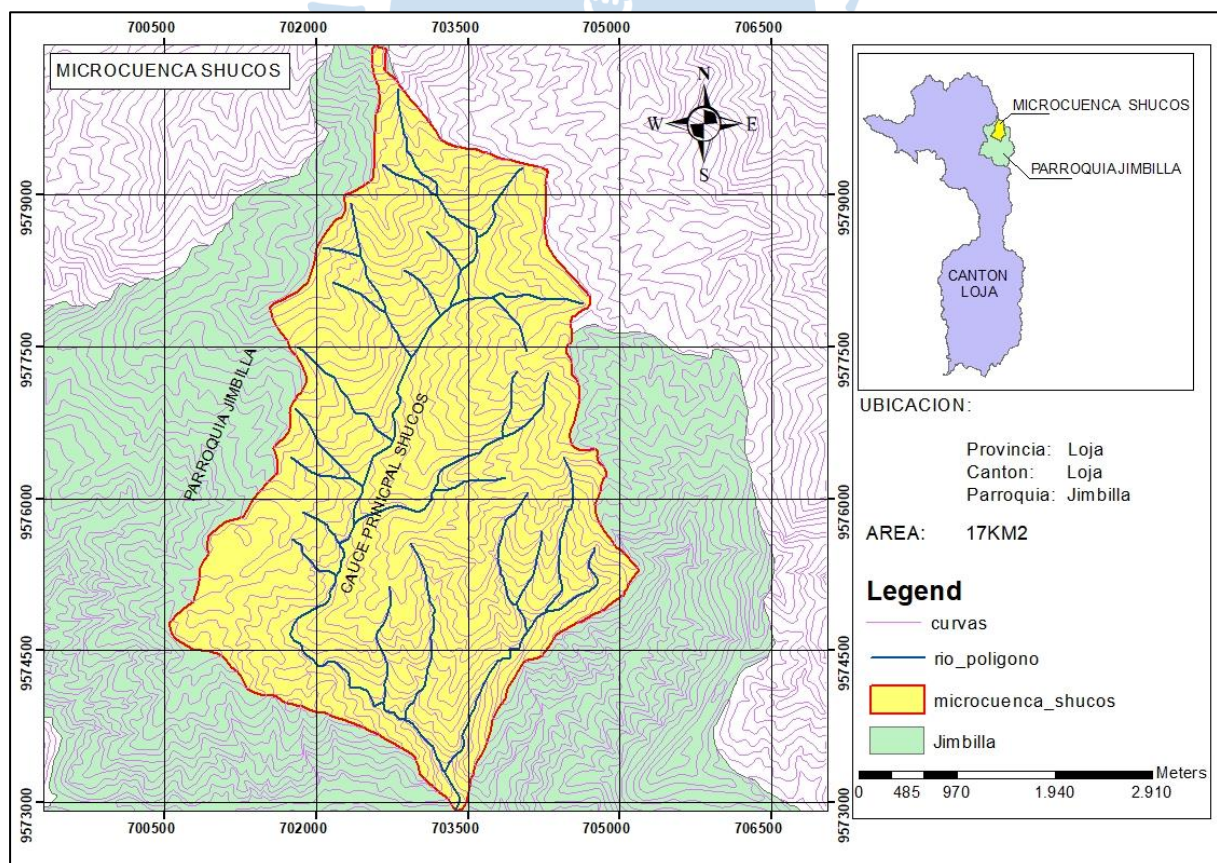 700500 702000 703500 705000 706500
MICROCUENCA SHUCOS
N
W E
S
9579000 9579000
9577500 9577500
9576000 9576000
9574500 9574500
9573000 9573000
PARROQUIA JIMBILLA
CAUCE PRINICPAL SHUCOS
700500 702000 703500 705000 706500
MICROCUENCA SHUCOS
PARROQUIAJIMBILLA
CANTON
LOJA
UBICACION:
Provincia: Loja
Canton: Loja
Parroquia: Jimbilla
AREA: 17KM2
Legend
curvas
rio_poligono
microcuenca_shucos
Jimbilla
Meters
0 485 970 1.940 2.910